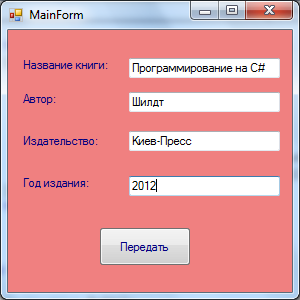 MainForm
Название книги: Программирование на C#
Автор: Шилдт
Издательство: Киев-Пресс
Год издания: 2012
Передать